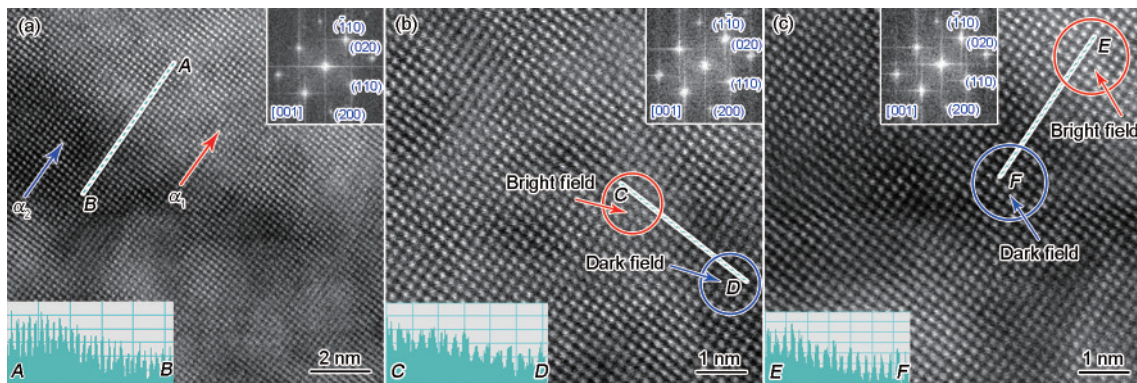 (a)
A
B
α2
α1
(1̄10)
(020)
(110)
(200)
[001]
A
B
2 nm
(b)
(11̄0)
(020)
(110)
(200)
[001]
Bright field
C
Dark field
D
C
D
1 nm
(c)
(1̄10)
(020)
(110)
(200)
[001]
E
Bright field
F
Dark field
E
F
1 nm